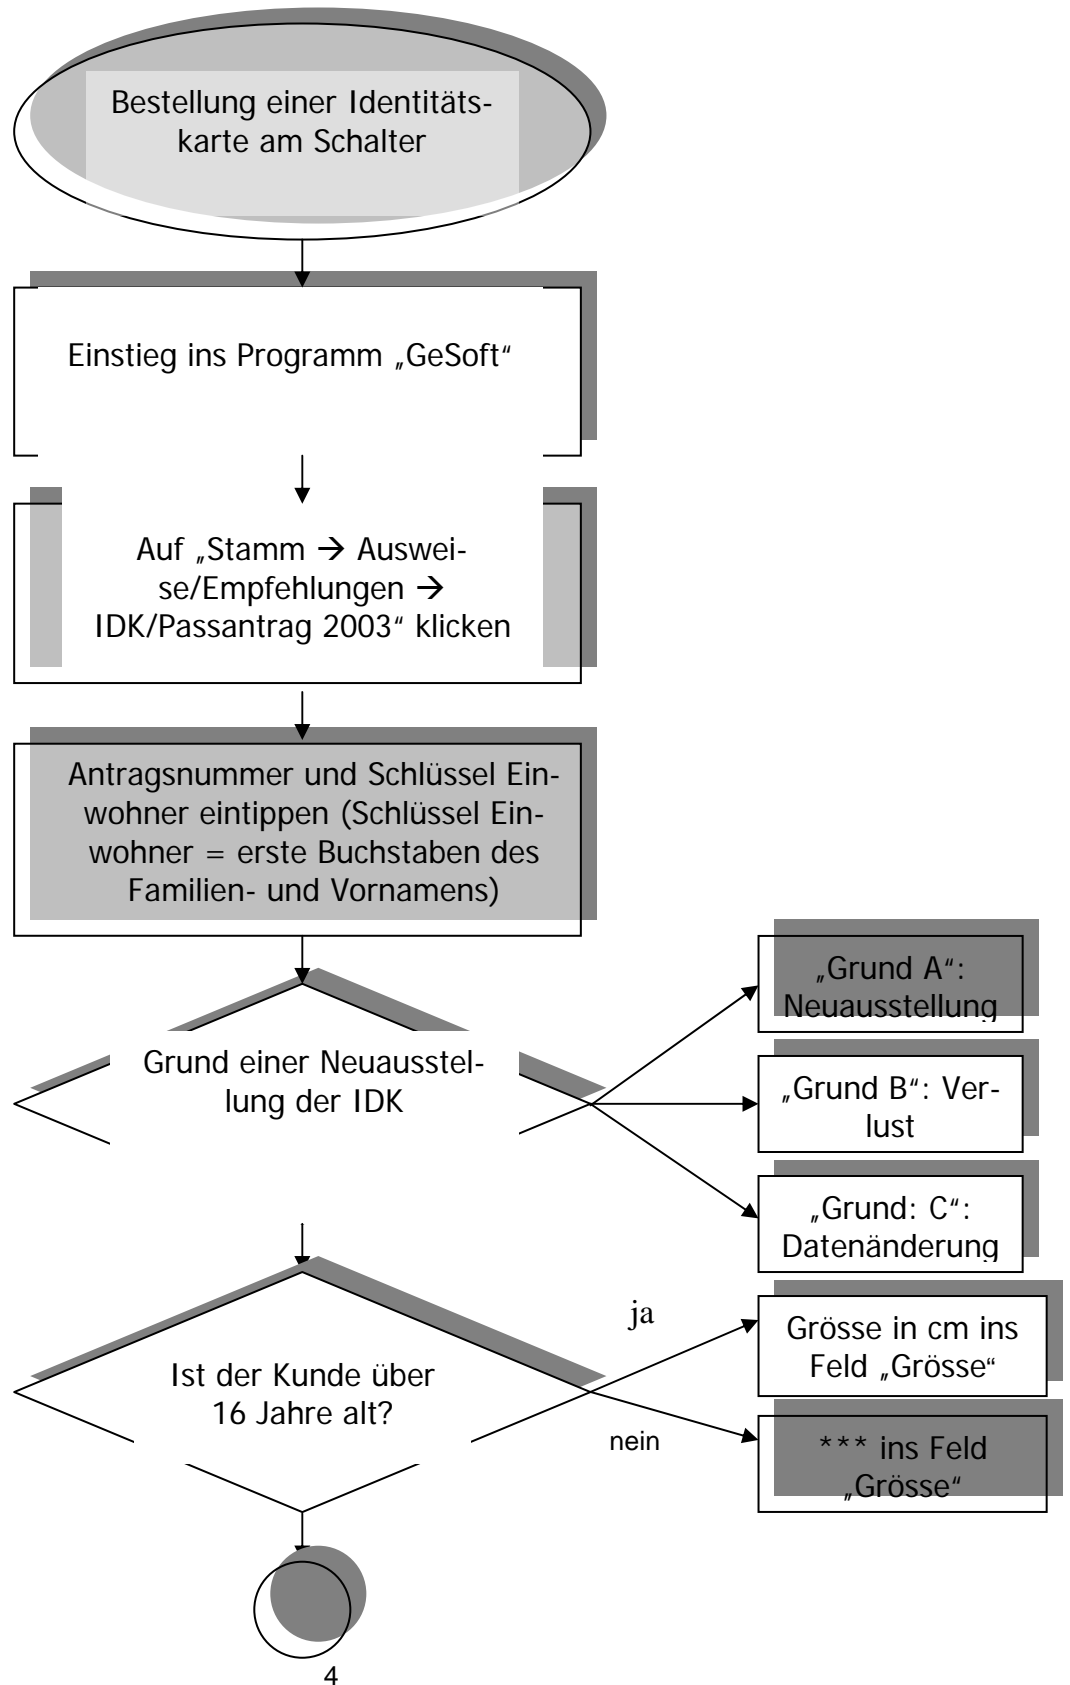 Bestellung einer Identitäts-
karte am Schalter
Einstieg ins Programm „GeSoft“
Auf „Stamm → Auswei-
se/Empfehlungen →
IDK/Passantrag 2003“ klicken
Antragsnummer und Schlüssel Ein-
wohner eintippen (Schlüssel Ein-
wohner = erste Buchstaben des
Familien- und Vornamens)
Grund einer Neuausstel-
lung der IDK
„Grund A“:
Neuausstellung
„Grund B“: Ver-
lust
„Grund: C“:
Datenänderung
Ist der Kunde über
16 Jahre alt?
ja
Grösse in cm ins
Feld „Grösse“
nein
*** ins Feld
„Grösse“
4